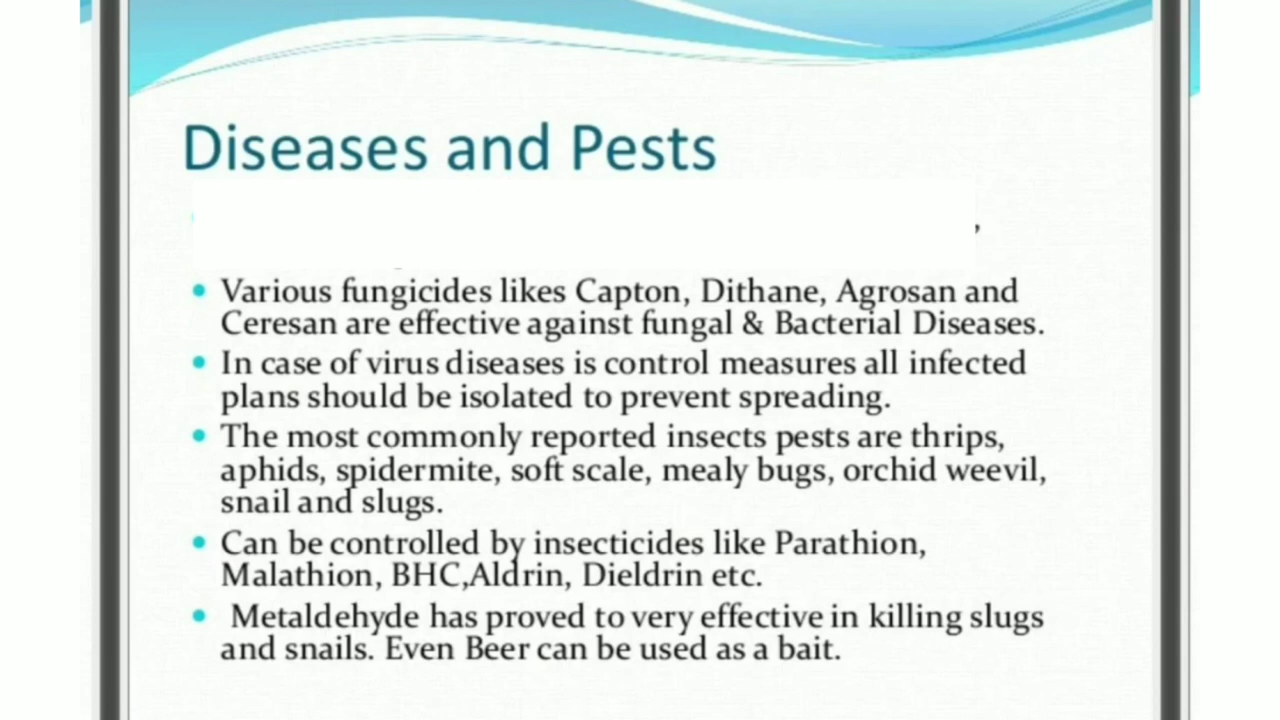 Diseases and Pests
,
• Various fungicides likes Capton, Dithane, Agrosan and
Ceresan are effective against fungal & Bacterial Diseases.
• In case of virus diseases is control measures all infected
plans should be isolated to prevent spreading.
• The most commonly reported insects pests are thrips,
aphids, spidermite, soft scale, mealy bugs, orchid weevil,
snail and slugs.
• Can be controlled by insecticides like Parathion,
Malathion, BHC,Aldrin, Dieldrin etc.
• Metaldehyde has proved to very effective in killing slugs
and snails. Even Beer can be used as a bait.